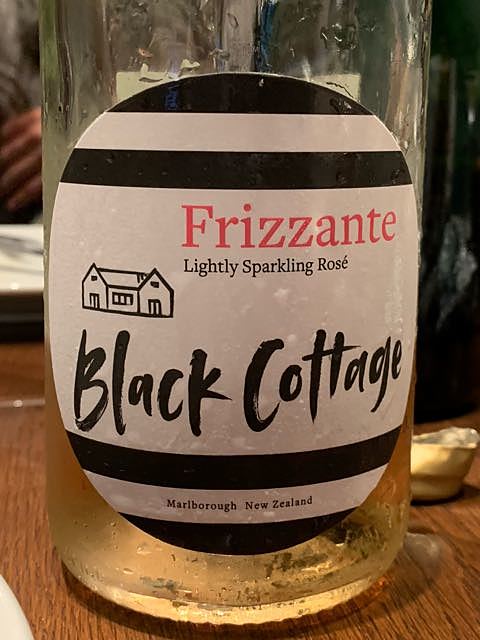 Frizzante
Lightly Sparkling Rosé
Black Cottage
Marlborough New Zealand